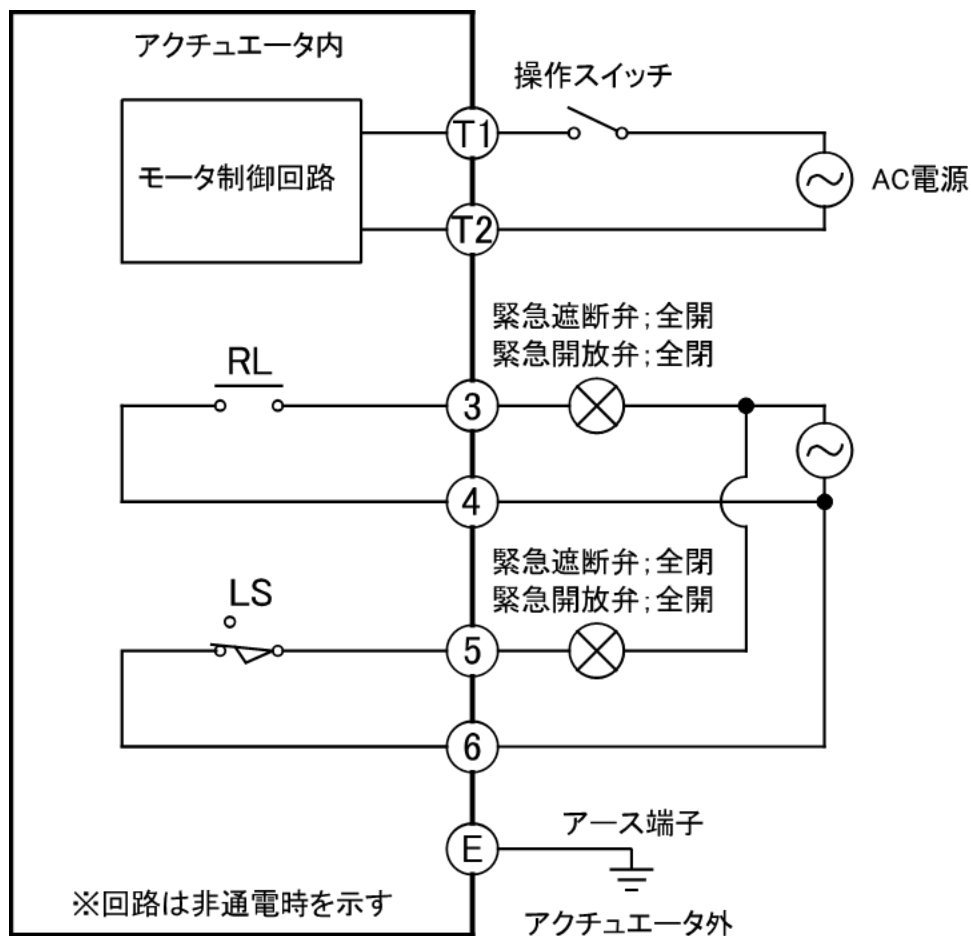 アクチュエータ内
操作スイッチ
T1
モータ制御回路
AC電源
T2
緊急遮断弁;全開
緊急開放弁;全閉
RL
3
4
緊急遮断弁;全閉
緊急開放弁;全開
LS
5
6
アース端子
E
※回路は非通電時を示す
アクチュエータ外